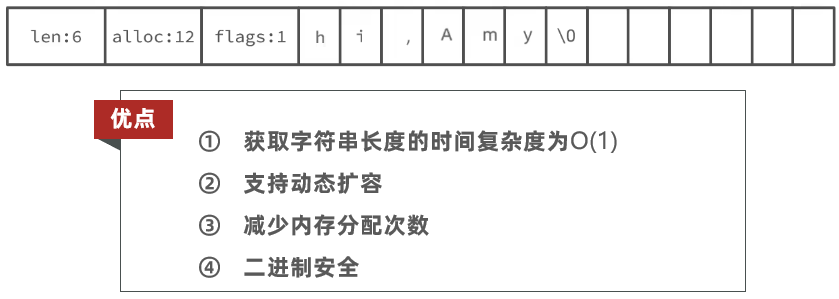 len:6 alloc:12 flags:1 h i , A m y \0
优点
① 获取字符串长度的时间复杂度为O(1)
② 支持动态扩容
③ 减少内存分配次数
④ 二进制安全